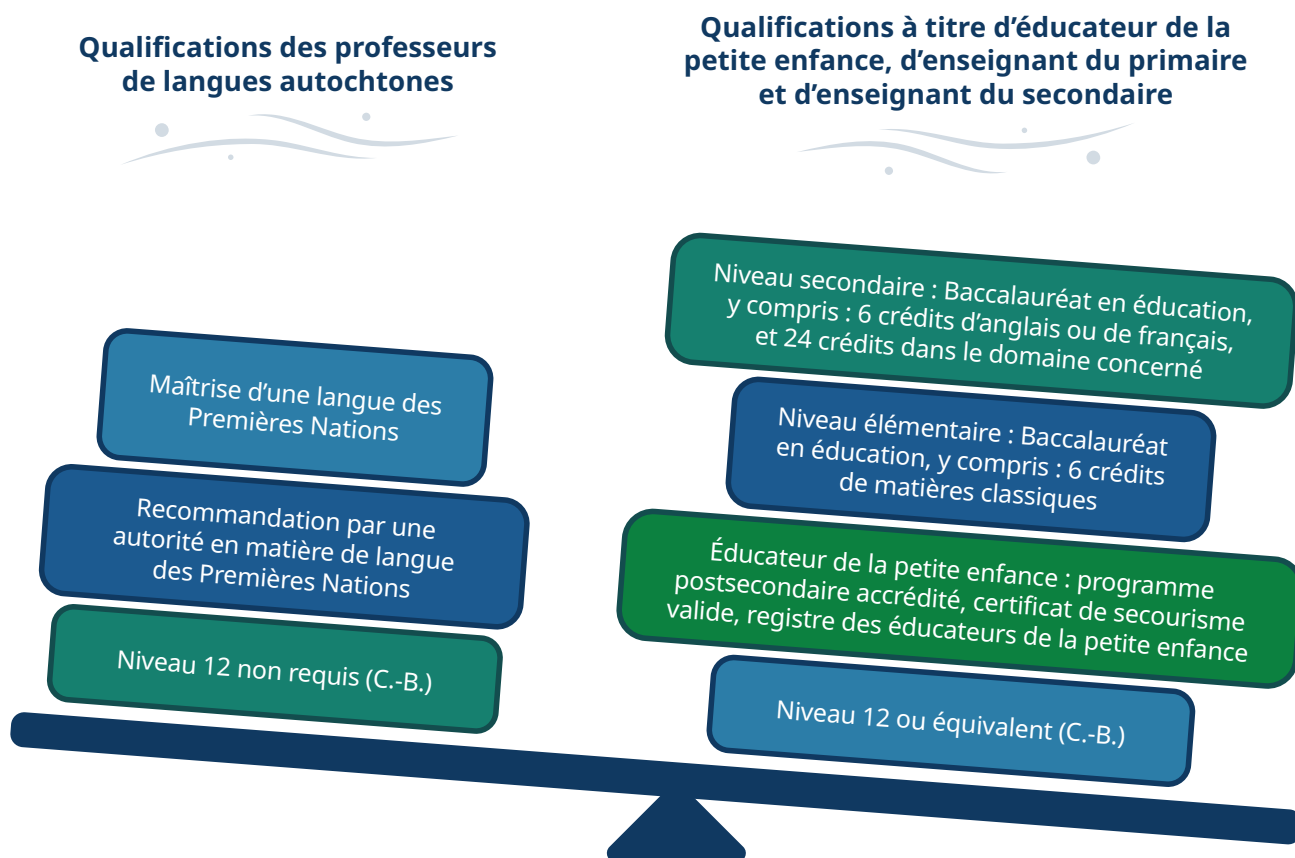 Qualifications des professeurs
de langues autochtones
Maîtrise d’une langue des
Premières Nations
Recommandation par une
autorité en matière de langue
des Premières Nations
Niveau 12 non requis (C.-B.)
Qualifications à titre d’éducateur de la
petite enfance, d’enseignant du primaire
et d’enseignant du secondaire
Niveau secondaire : Baccalauréat en éducation,
y compris : 6 crédits d’anglais ou de français,
et 24 crédits dans le domaine concerné
Niveau élémentaire : Baccalauréat
en éducation, y compris : 6 crédits
de matières classiques
Éducateur de la petite enfance : programme
postsecondaire accrédité, certificat de secourisme
valide, registre des éducateurs de la petite enfance
Niveau 12 ou équivalent (C.-B.)